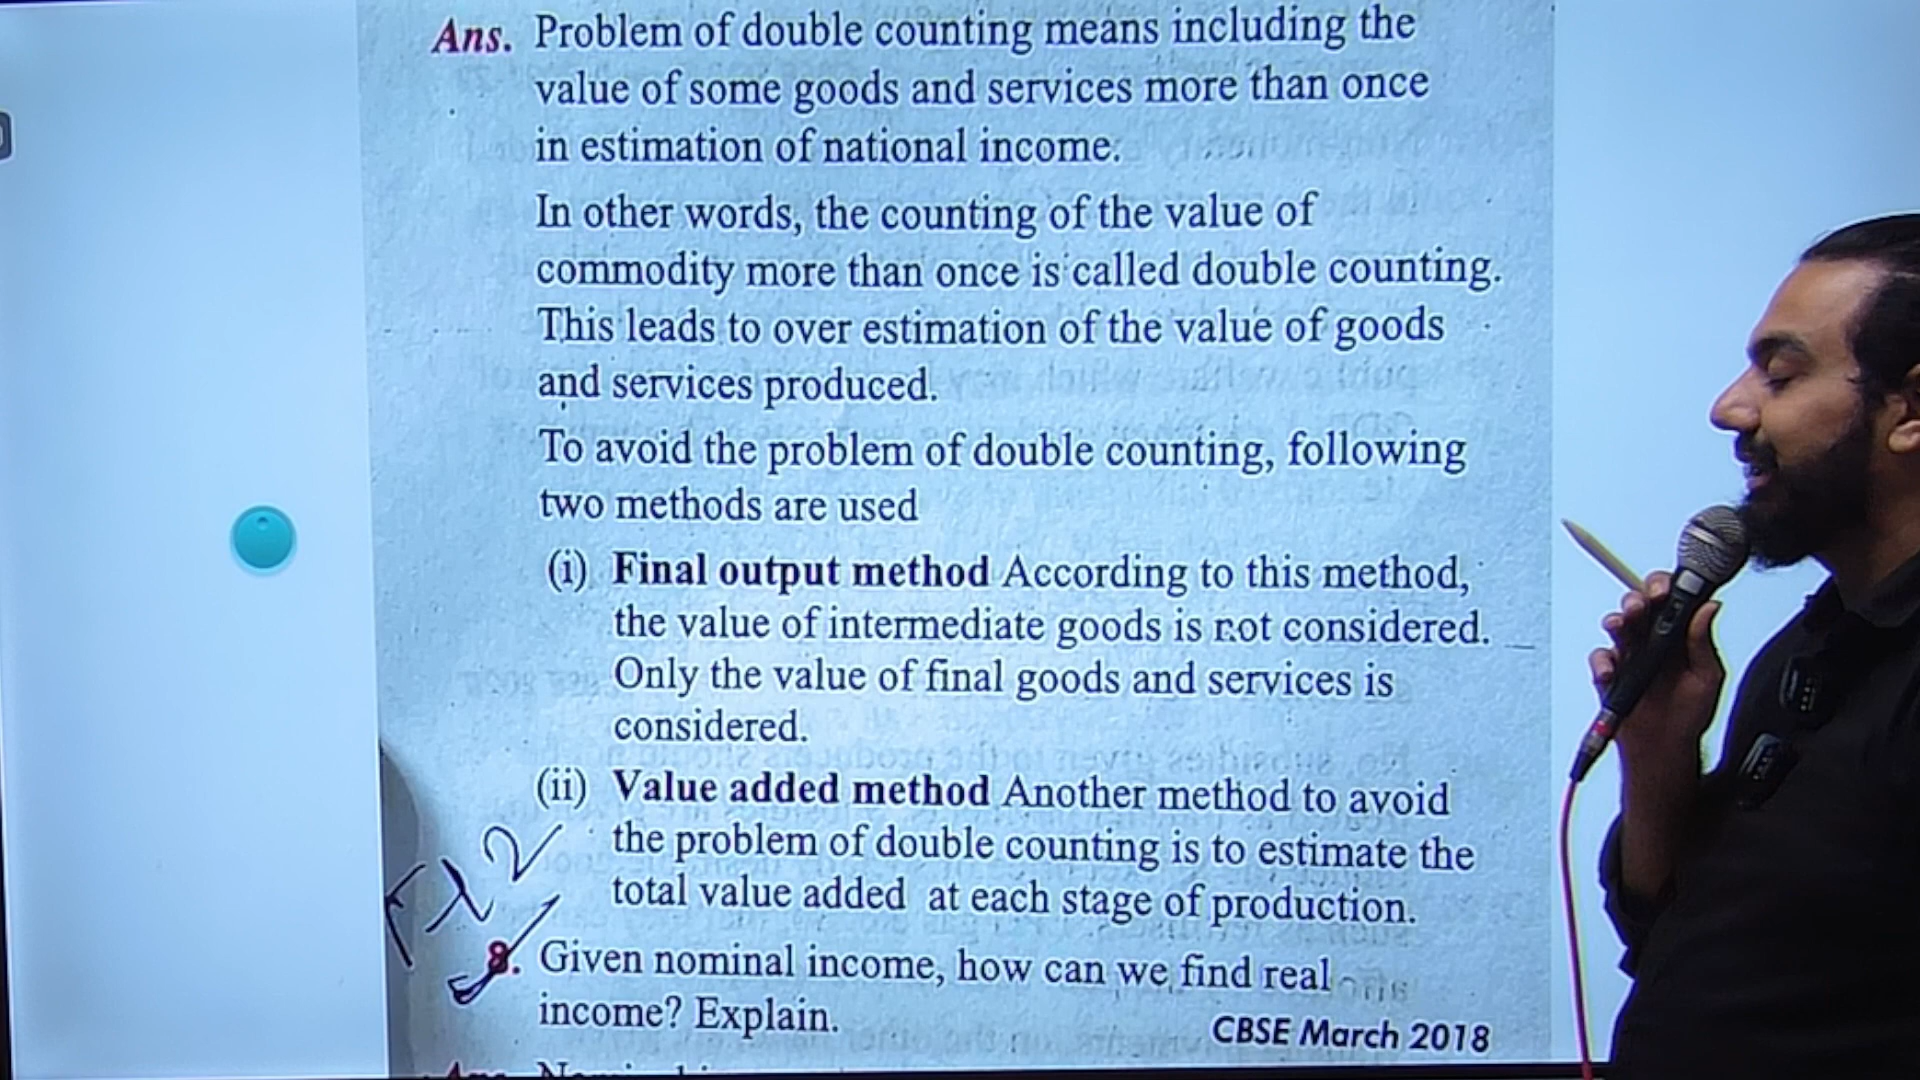 Ans. Problem of double counting means including the
value of some goods and services more than once
in estimation of national income.
In other words, the counting of the value of
commodity more than once is called double counting.
This leads to over estimation of the value of goods
and services produced.
To avoid the problem of double counting, following
two methods are used
(i) Final output method According to this method,
the value of intermediate goods is not considered.
Only the value of final goods and services is
considered.
(ii) Value added method Another method to avoid
the problem of double counting is to estimate the
total value added at each stage of production.
8. Given nominal income, how can we find real
income? Explain.
CBSE March 2018